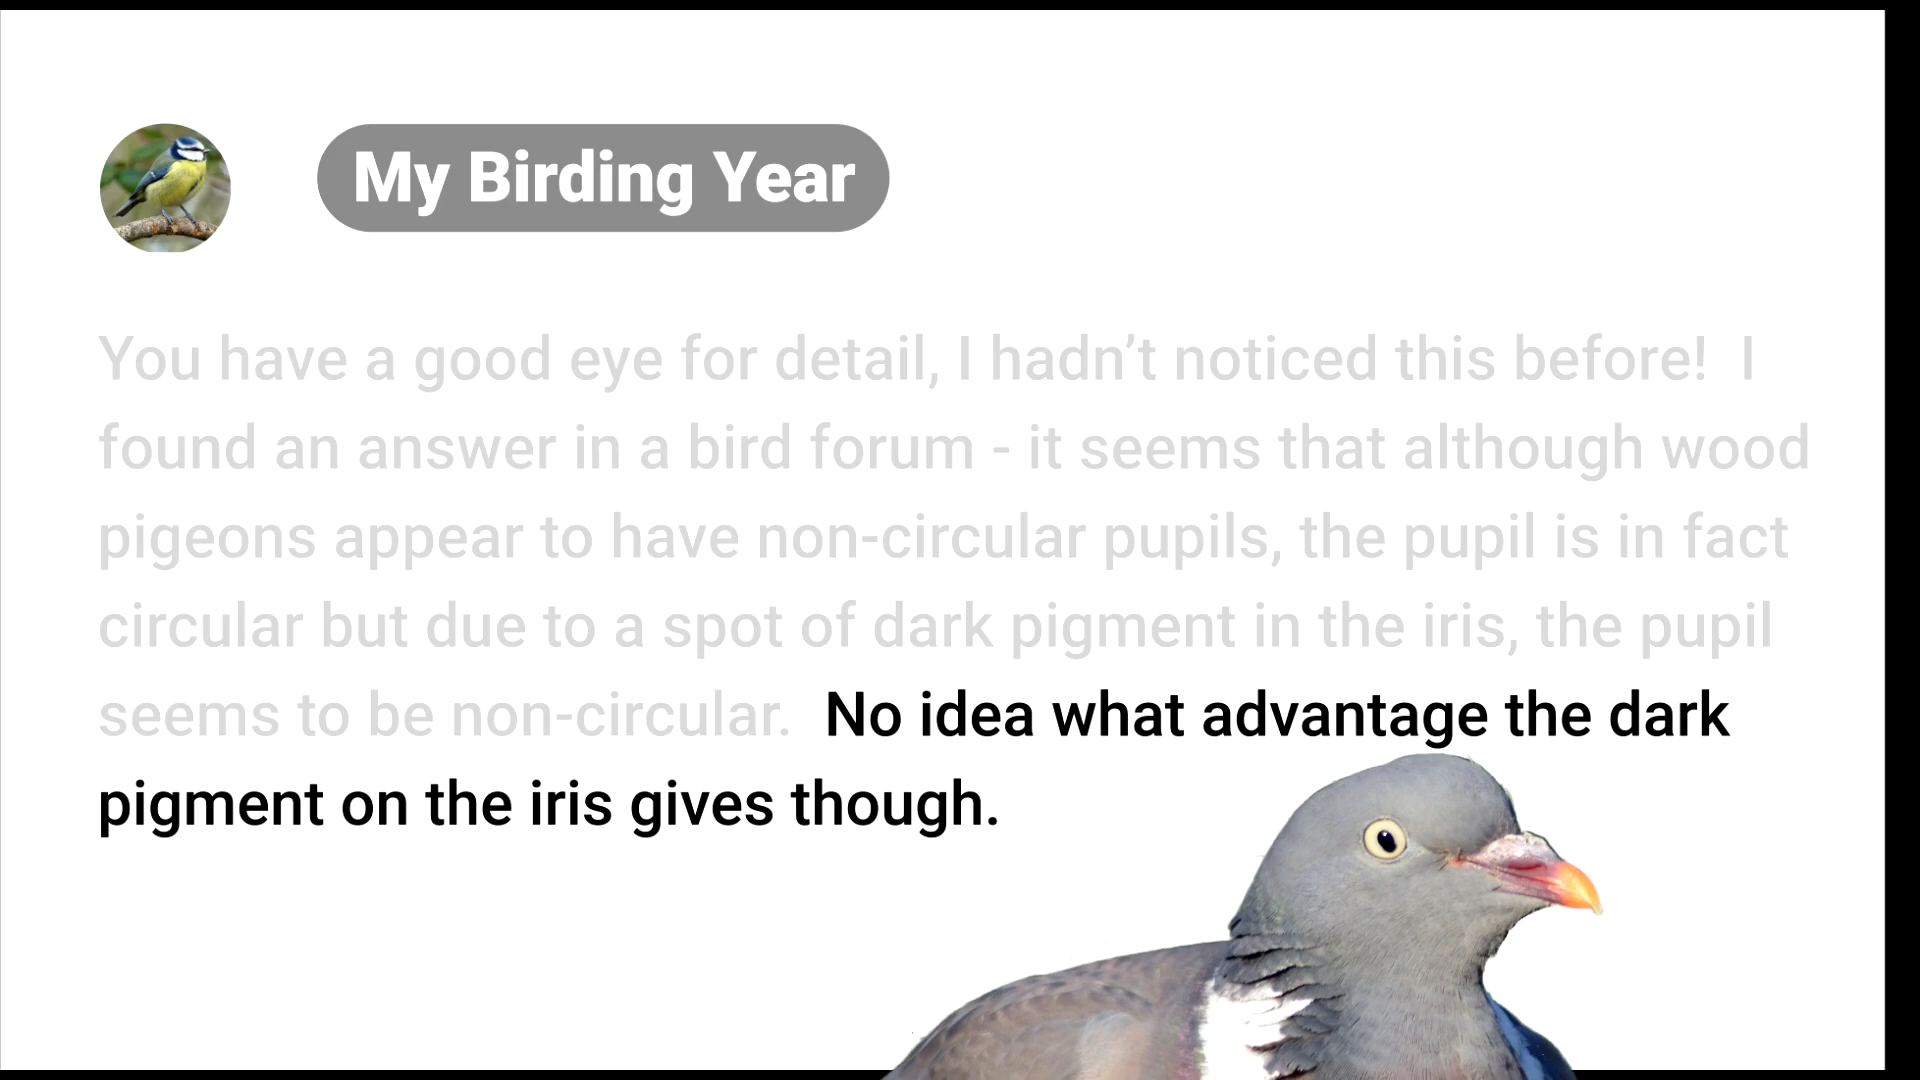 My Birding Year
You have a good eye for detail, I hadn’t noticed this before!  I
found an answer in a bird forum - it seems that although wood
pigeons appear to have non-circular pupils, the pupil is in fact
circular but due to a spot of dark pigment in the iris, the pupil
seems to be non-circular.  No idea what advantage the dark
pigment on the iris gives though.